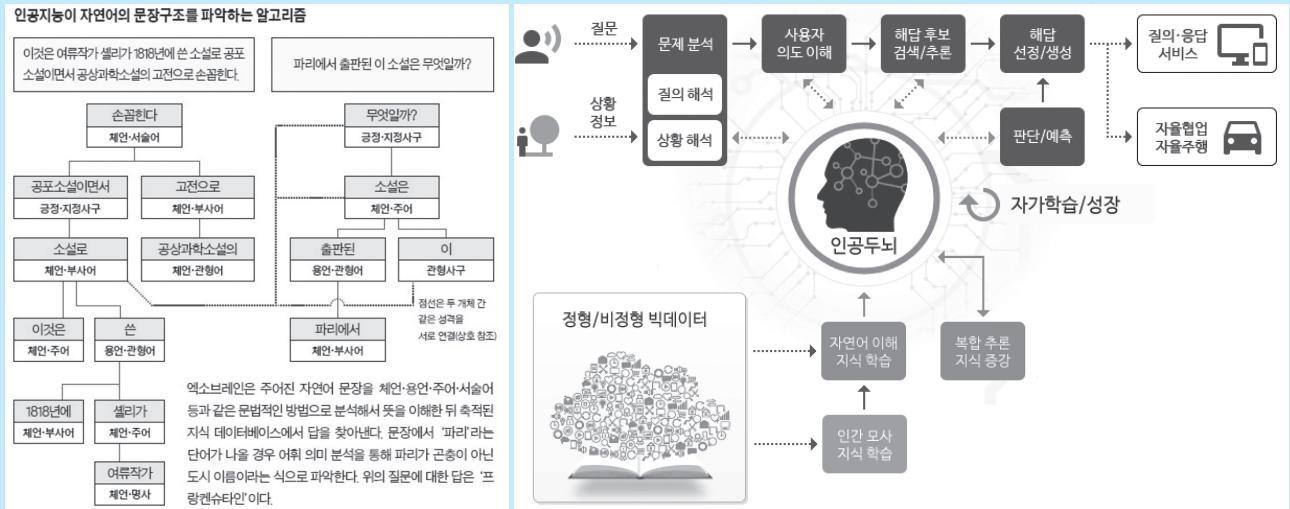 인공지능이 자연어의 문장구조를 파악하는 알고리즘
이것은 여류작가 셸리가 1818년에 쓴 소설로 공포
소설이면서 공상과학소설의 고전으로 손꼽힌다.
파리에서 출판된 이 소설은 무엇일까?
손꼽힌다
체언·서술어
무엇일까?
긍정·지정사구
공포소설이면서
긍정·지정사구
고전으로
체언·부사어
소설은
체언·주어
소설로
체언·부사어
공상과학소설의
체언·관형어
출판된
용언·관형어
이
관형사구
점선은 두 개체 간
같은 성격을
서로 연결(상호 참조)
이것은
체언·주어
쓴
용언·관형어
파리에서
체언·부사어
1818년에
체언·부사어
셸리가
체언·주어
여류작가
체언·명사
엑소브레인은 주어진 자연어 문장을 체언·용언·주어·서술어
등과 같은 문법적인 방법으로 분석해서 뜻을 이해한 뒤 축적된
지식 데이터베이스에서 답을 찾아낸다. 문장에서 '파리'라는
단어가 나올 경우 어휘 의미 분석을 통해 파리가 곤충이 아닌
도시 이름이라는 식으로 파악한다. 위의 질문에 대한 답은 '프
랑켄슈타인'이다.
질문
상황
정보
문제 분석
질의 해석
상황 해석
사용자
의도 이해
해답 후보
검색/추론
해답
선정/생성
질의·응답
서비스
판단/예측
자율협업
자율주행
인공두뇌
자가학습/성장
정형/비정형 빅데이터
자연어 이해
지식 학습
복합 추론
지식 증강
인간 모사
지식 학습